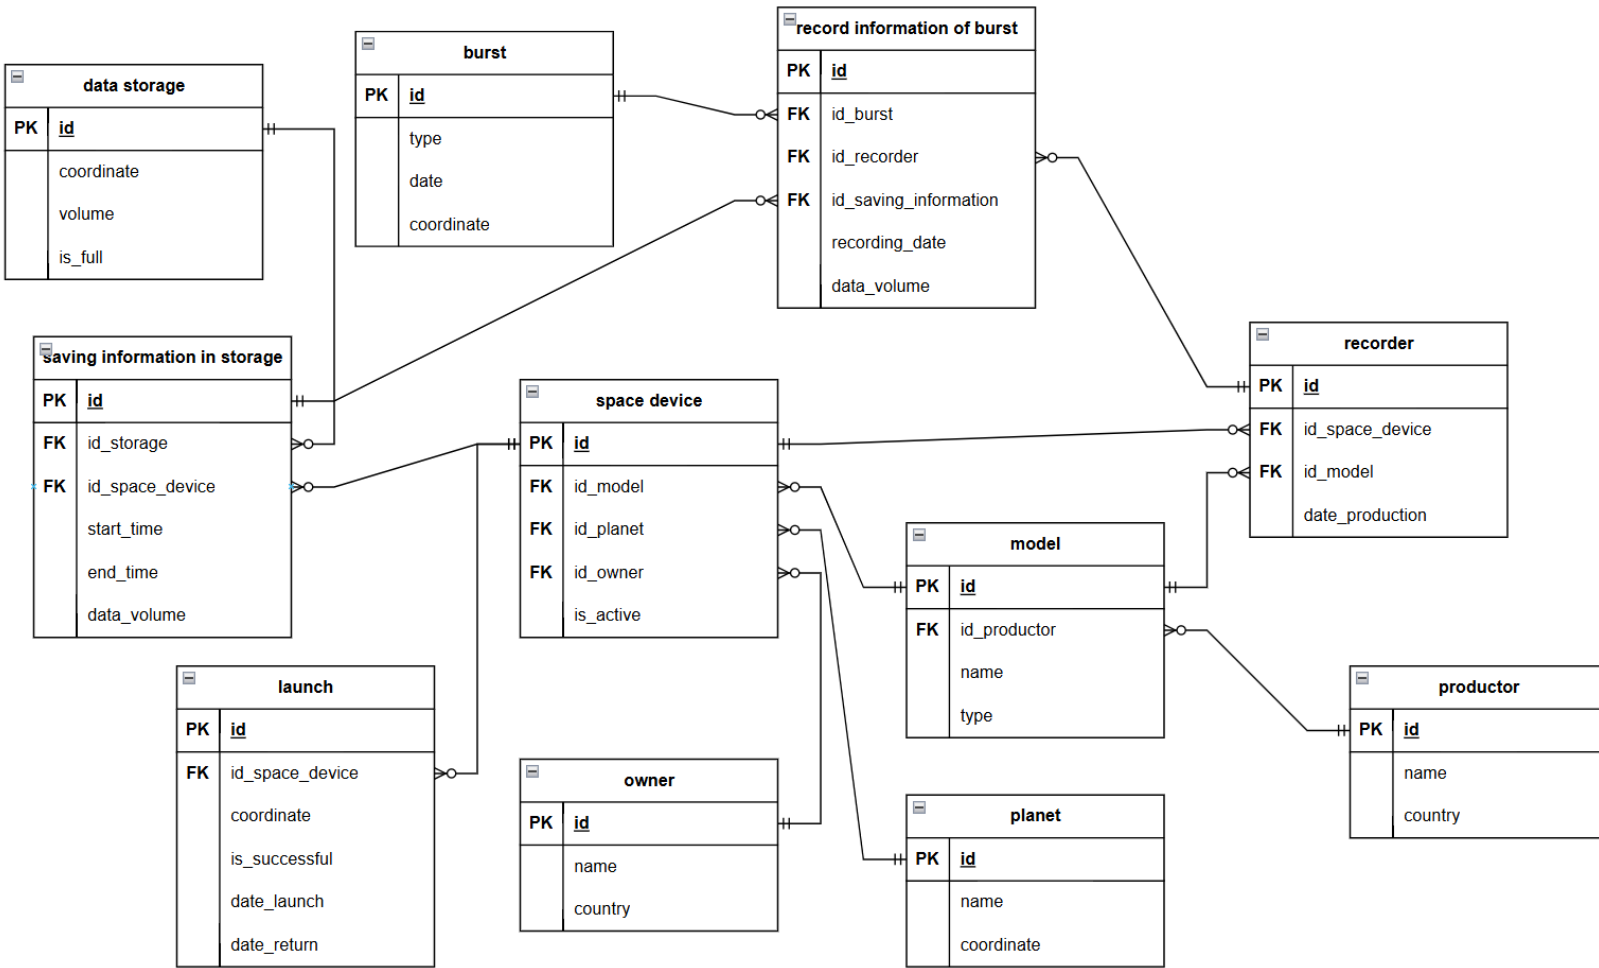 data storage
PK id
coordinate
volume
is_full
burst
PK id
type
date
coordinate
record information of burst
PK id
FK id_burst
FK id_recorder
FK id_saving_information
recording_date
data_volume
saving information in storage
PK id
FK id_storage
FK id_space_device
start_time
end_time
data_volume
space device
PK id
FK id_model
FK id_planet
FK id_owner
is_active
recorder
PK id
FK id_space_device
FK id_model
date_production
model
PK id
FK id_productor
name
type
launch
PK id
FK id_space_device
coordinate
is_successful
date_launch
date_return
owner
PK id
name
country
planet
PK id
name
coordinate
productor
PK id
name
country